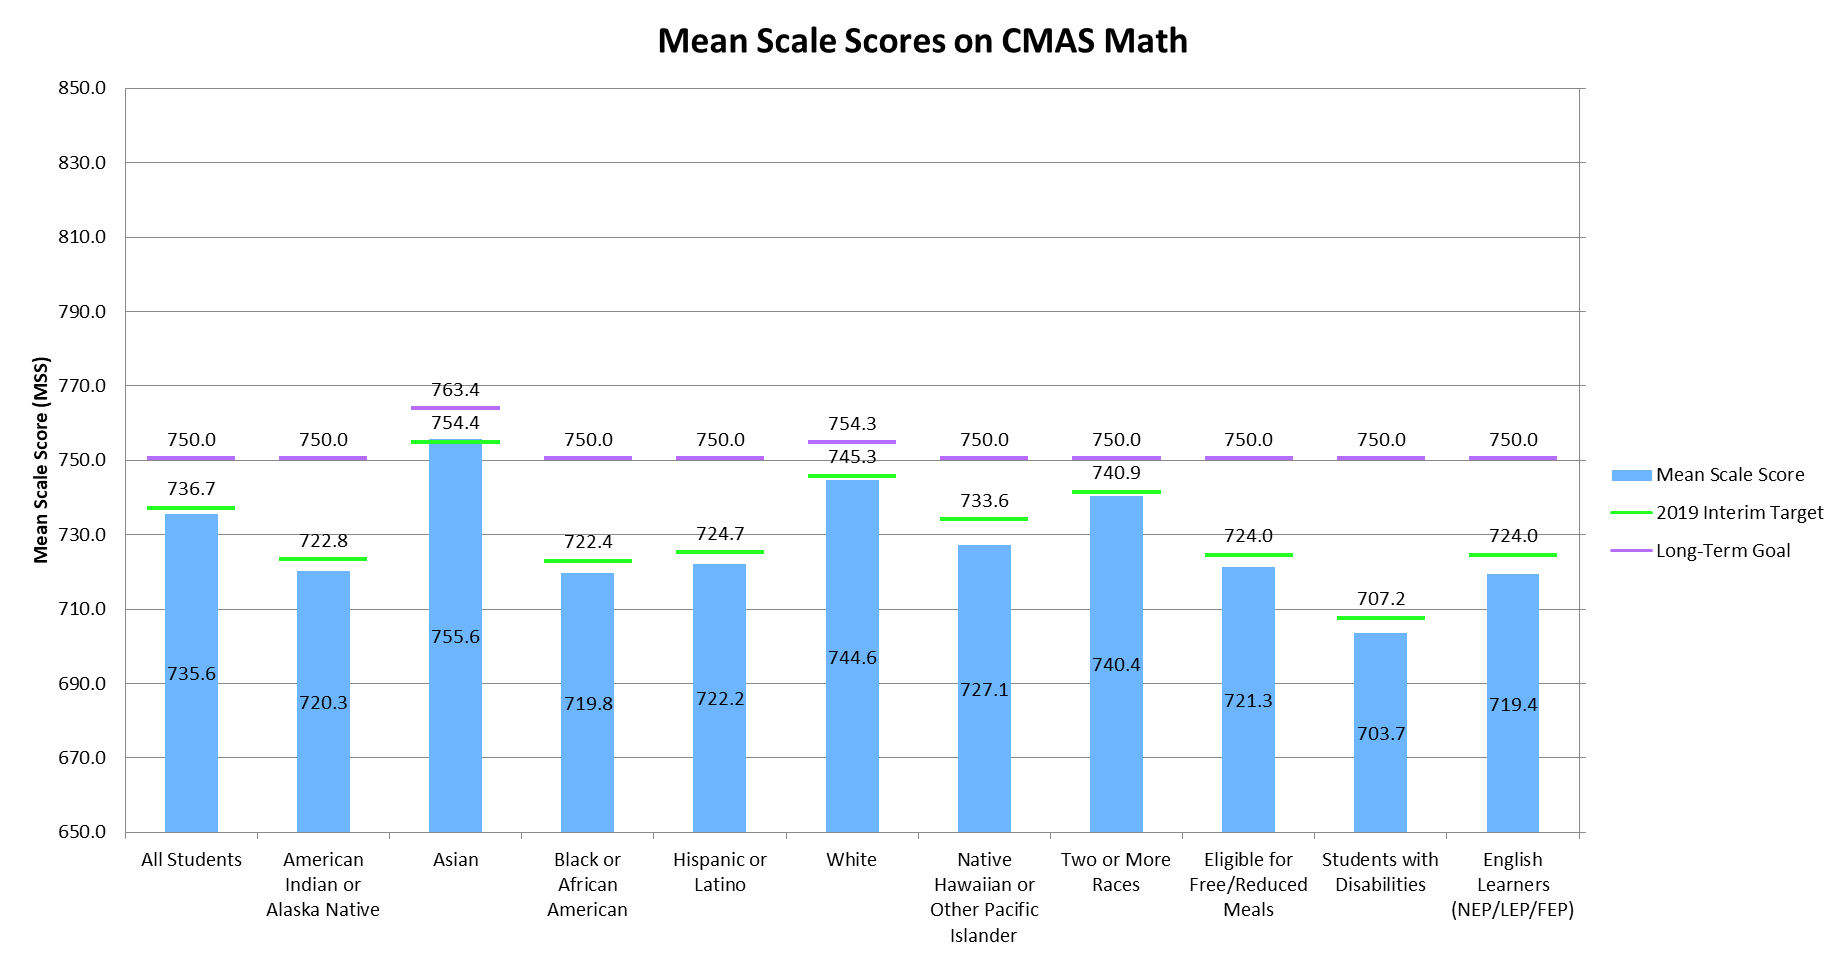 Mean Scale Scores on CMAS Math
Mean Scale Score (MSS)
850.0
830.0
810.0
790.0
770.0
750.0
730.0
710.0
690.0
670.0
650.0
763.4
754.4
754.3
745.3
750.0
750.0
750.0
750.0
750.0
750.0
750.0
750.0
750.0
736.7
722.8
722.4
724.7
733.6
740.9
724.0
707.2
724.0
735.6
720.3
755.6
719.8
722.2
744.6
727.1
740.4
721.3
703.7
719.4
Mean Scale Score
2019 Interim Target
Long-Term Goal
All Students
American
Indian or
Alaska Native
Asian
Black or
African
American
Hispanic or
Latino
White
Native
Hawaiian or
Other Pacific
Islander
Two or More
Races
Eligible for
Free/Reduced
Meals
Students with
Disabilities
English
Learners
(NEP/LEP/FEP)